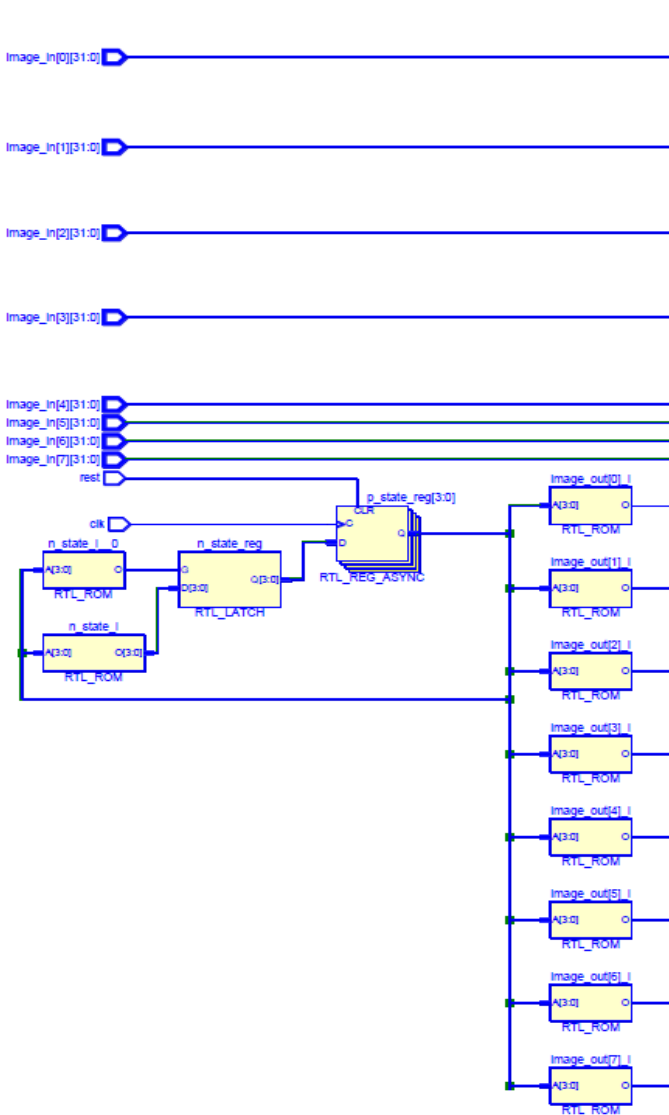 Image_in[0][31:0]
Image_in[1][31:0]
Image_in[2][31:0]
Image_in[3][31:0]
Image_in[4][31:0]
Image_in[5][31:0]
Image_in[6][31:0]
Image_in[7][31:0]
rest
clk
p_state_reg[3:0]
CLR
C
D
Q
RTL_REG_ASYNC
n_state_i__0
A[3:0] O
RTL_ROM
n_state_reg
G
D[3:0]
Q[3:0]
RTL_LATCH
n_state_i
A[3:0] O[3:0]
RTL_ROM
Image_out[0]_i
A[3:0] O
RTL_ROM
Image_out[1]_i
A[3:0] O
RTL_ROM
Image_out[2]_i
A[3:0] O
RTL_ROM
Image_out[3]_i
A[3:0] O
RTL_ROM
Image_out[4]_i
A[3:0] O
RTL_ROM
Image_out[5]_i
A[3:0] O
RTL_ROM
Image_out[6]_i
A[3:0] O
RTL_ROM
Image_out[7]_i
A[3:0] O
RTL_ROM